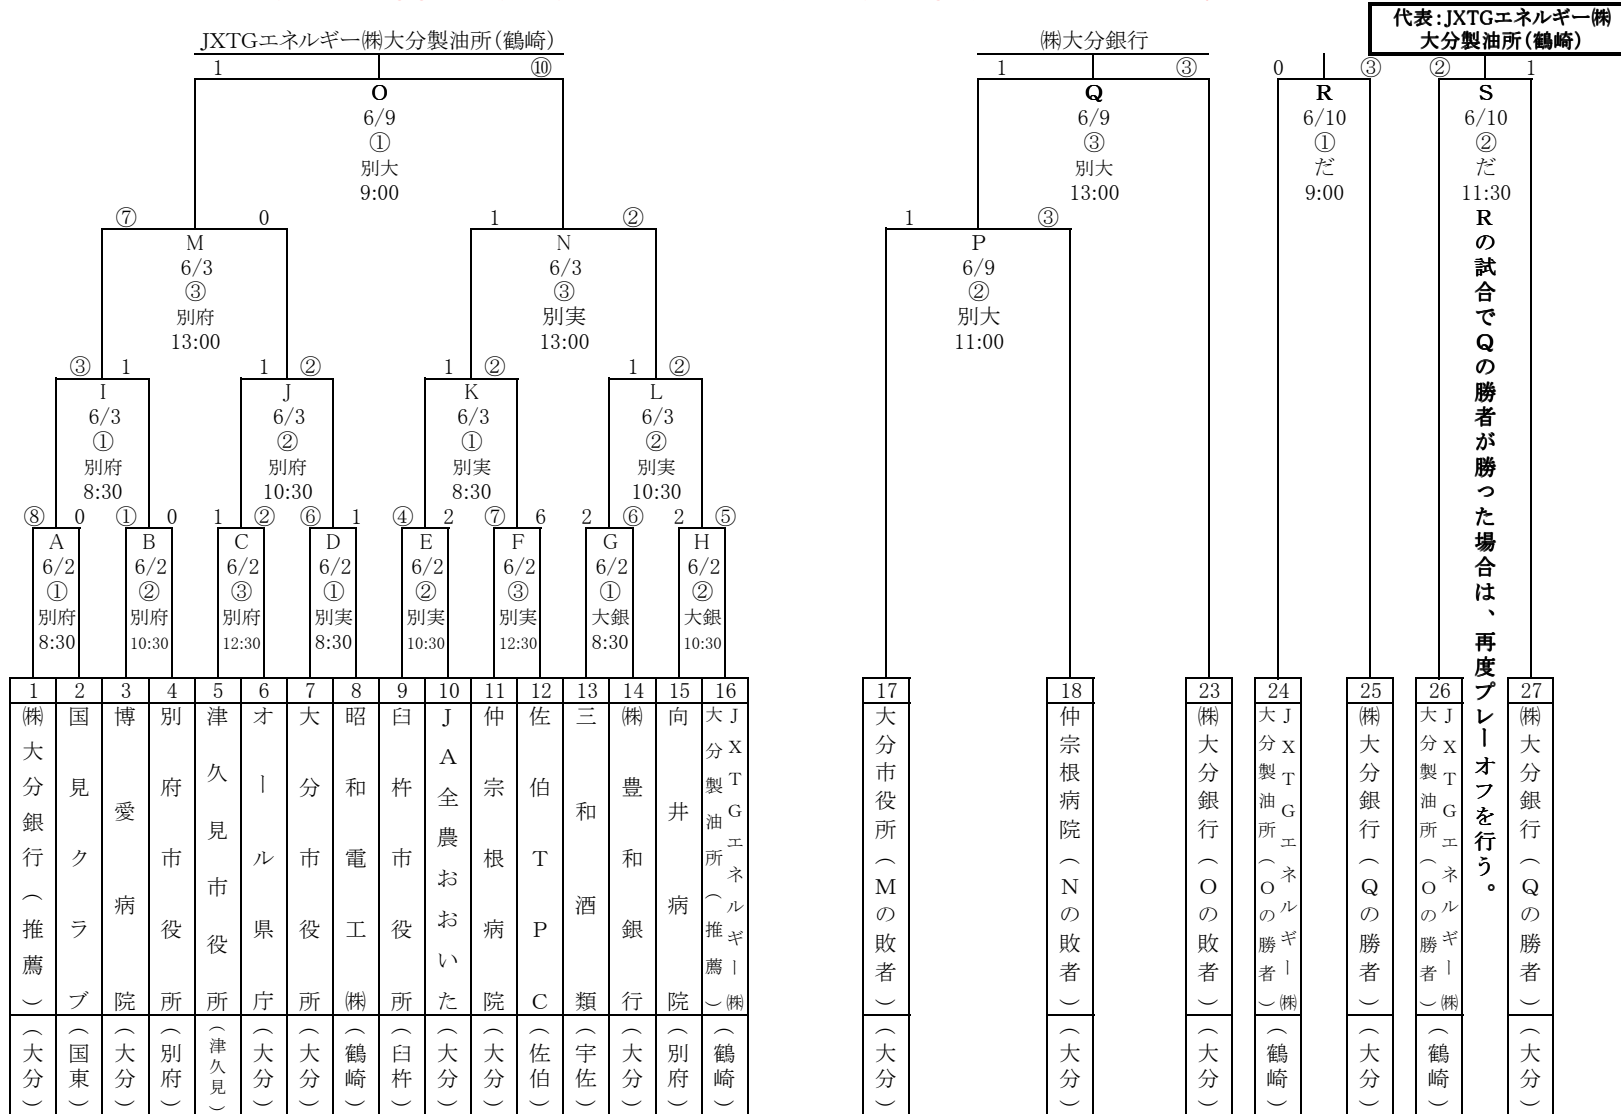 代表：JXTGエネルギー㈱
大分製油所（鶴崎）
JXTGエネルギー㈱大分製油所（鶴崎）
㈱大分銀行
1 ⑩
O
6/9
①
別大
9:00
1 ③
Q
6/9
③
別大
13:00
0 ③
R
6/10
①
だ
9:00
② 1
S
6/10
②
だ
11:30
Rの試合でQの勝者が勝った場合は、再度プレーオフを行う。
⑦ 0
M
6/3
③
別府
13:00
1 ②
N
6/3
③
別実
13:00
1 ③
P
6/9
②
別大
11:00
③ 1
I
6/3
①
別府
8:30
1 ②
J
6/3
②
別府
10:30
1 ②
K
6/3
①
別実
8:30
1 ②
L
6/3
②
別実
10:30
⑧ 0
A
6/2
①
別府
8:30
① 0
B
6/2
②
別府
10:30
1 ②
C
6/2
③
別府
12:30
⑥ 1
D
6/2
①
別実
8:30
④ 2
E
6/2
②
別実
10:30
⑦ 6
F
6/2
③
別実
12:30
2 ⑥
G
6/2
①
大銀
8:30
2 ⑤
H
6/2
②
大銀
10:30
1
㈱大分銀行（推薦）
（大分）
2
国見クラブ
（国東）
3
博愛病院
（大分）
4
別府市役所
（別府）
5
津久見市役所
（津久見）
6
オール県庁
（大分）
7
大分市役所
（大分）
8
昭和電工㈱
（鶴崎）
9
臼杵市役所
（臼杵）
10
JA全農おおいた
（大分）
11
仲宗根病院
（大分）
12
佐伯TPC
（佐伯）
13
三和酒類
（宇佐）
14
㈱豊和銀行
（大分）
15
向井病院
（別府）
16
JXTGエネルギー㈱
大分製油所（推薦）
（鶴崎）
17
大分市役所（Mの敗者）
（大分）
18
仲宗根病院（Nの敗者）
（大分）
23
㈱大分銀行（Oの敗者）
（大分）
24
JXTGエネルギー㈱
大分製油所（Oの勝者）
（鶴崎）
25
㈱大分銀行（Qの勝者）
（大分）
26
JXTGエネルギー㈱
大分製油所（Oの勝者）
（鶴崎）
27
㈱大分銀行（Qの勝者）
（大分）